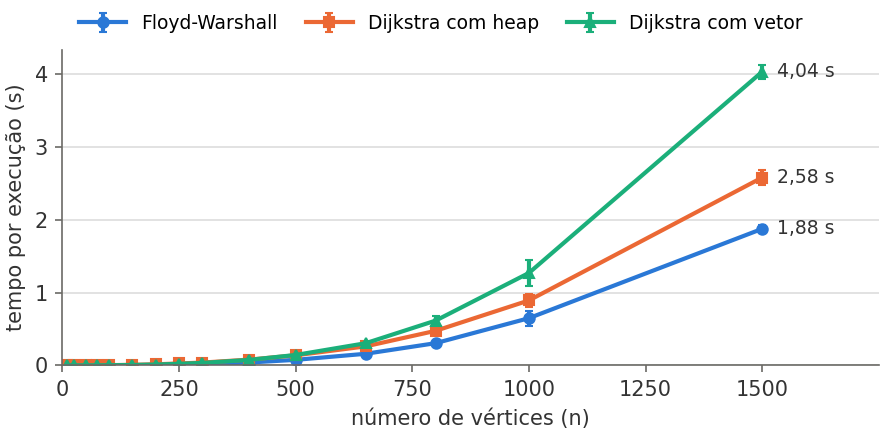 Floyd-Warshall Dijkstra com heap Dijkstra com vetor
tempo por execução (s)
4
3
2
1
0
4,04 s
2,58 s
1,88 s
0 250 500 750 1000 1250 1500
número de vértices (n)